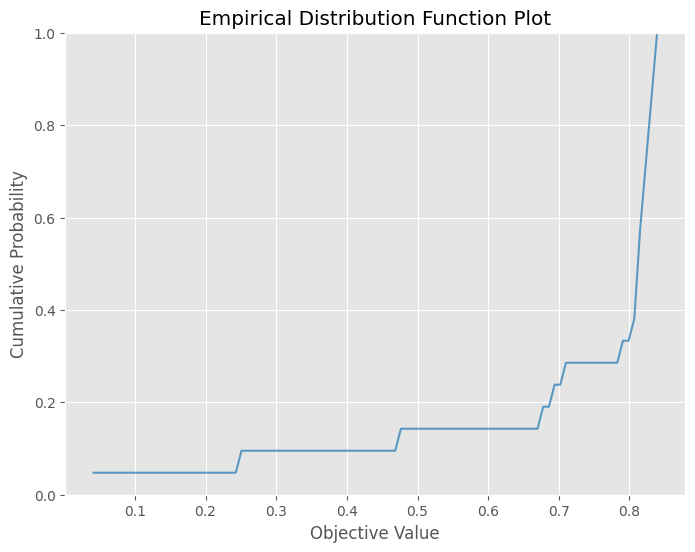 Empirical Distribution Function Plot
1.0
0.8
0.6
0.4
0.2
0.0
Cumulative Probability
0.1 0.2 0.3 0.4 0.5 0.6 0.7 0.8
Objective Value